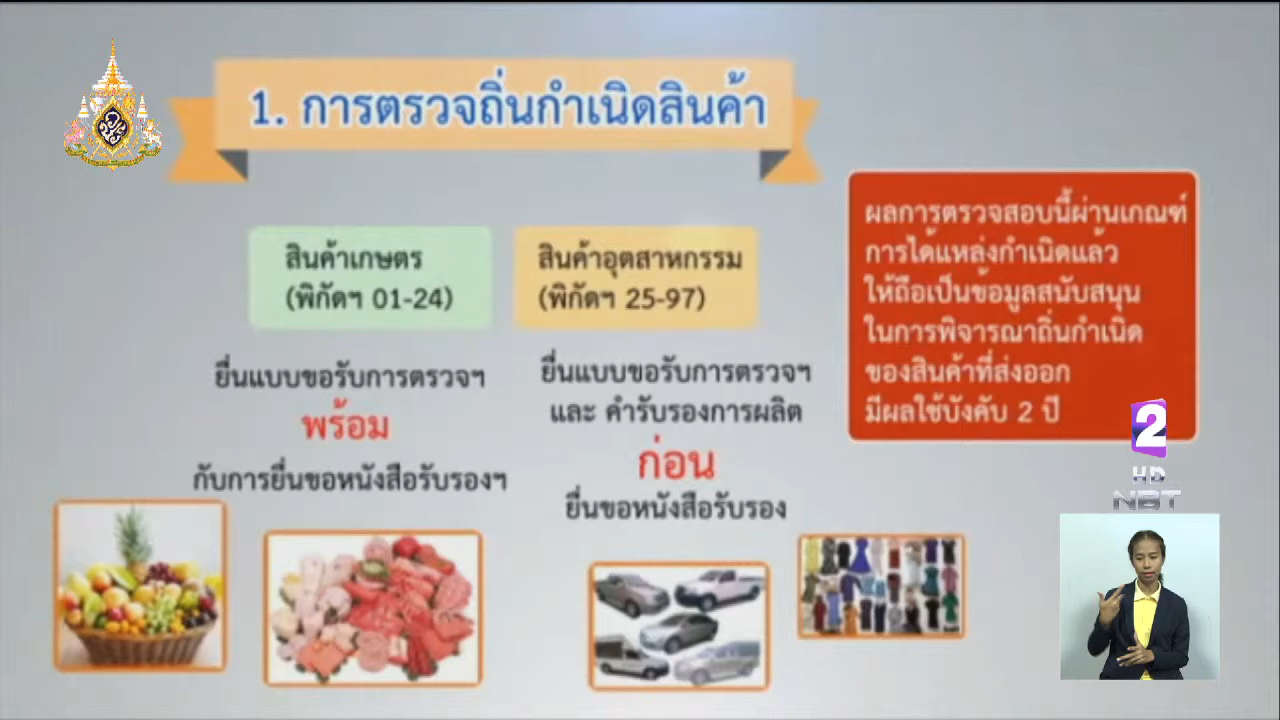 1. การตรวจถิ่นกำเนิดสินค้า
สินค้าเกษตร
(พิกัดฯ 01-24)
ยื่นแบบขอรับการตรวจฯ
พร้อม
กับการยื่นขอหนังสือรับรองฯ
สินค้าอุตสาหกรรม
(พิกัดฯ 25-97)
ยื่นแบบขอรับการตรวจฯ
และ คำรับรองการผลิต
ก่อน
ยื่นขอหนังสือรับรอง
ผลการตรวจสอบนี้ผ่านเกณฑ์
การได้แหล่งกำเนิดแล้ว
ให้ถือเป็นข้อมูลสนับสนุน
ในการพิจารณาถิ่นกำเนิด
ของสินค้าที่ส่งออก
มีผลใช้บังคับ 2 ปี
2
HD
NBT